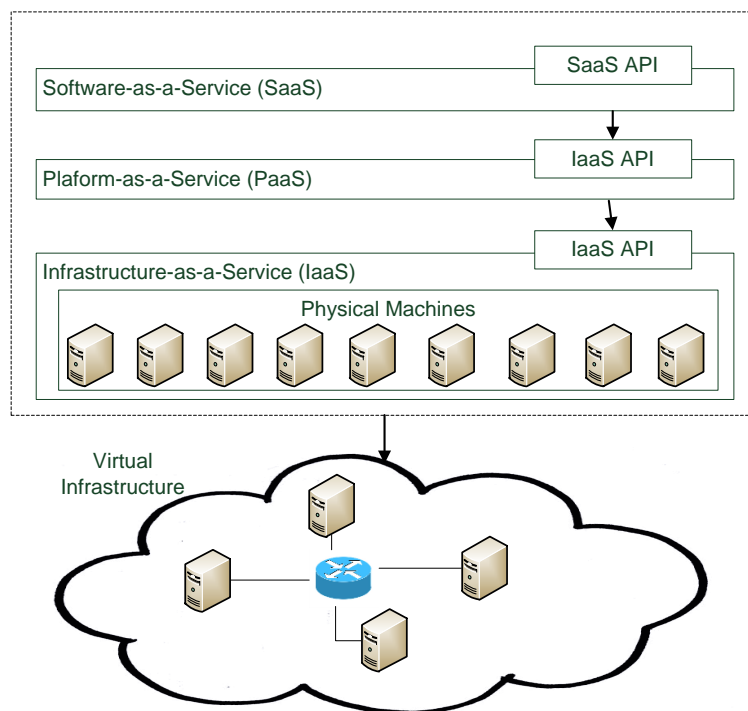 SaaS API
Software-as-a-Service (SaaS)
IaaS API
Plaform-as-a-Service (PaaS)
IaaS API
Infrastructure-as-a-Service (IaaS)
Physical Machines
Virtual
Infrastructure